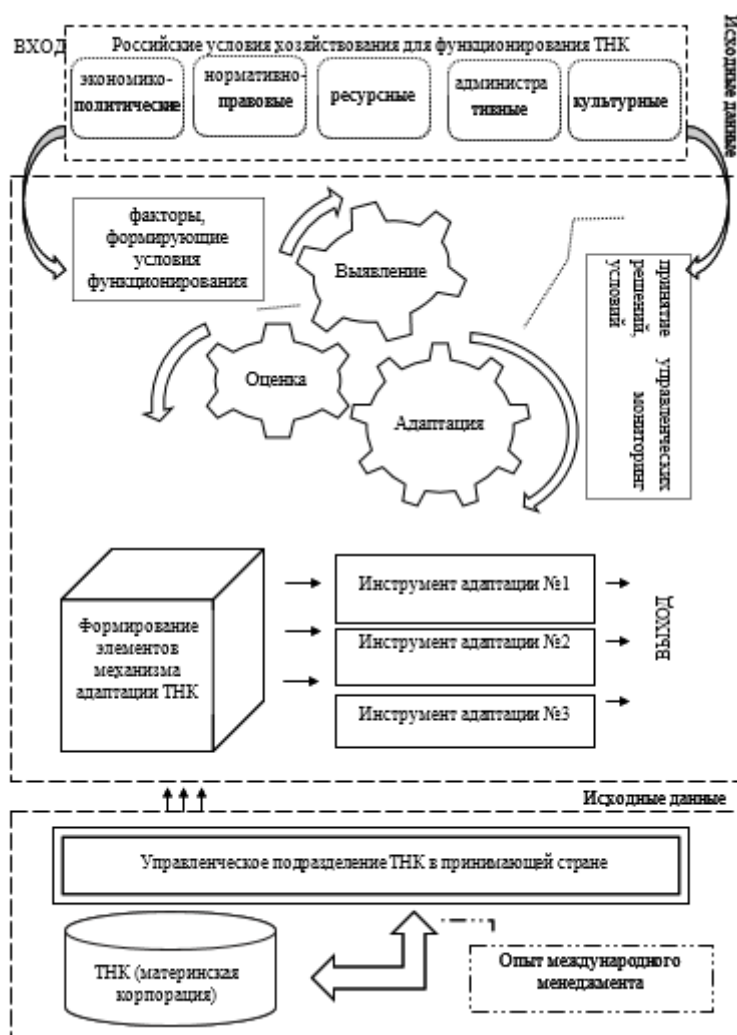 ВХОД
Российские условия хозяйствования для функционирования ТНК
экономико-
политические
нормативно-
правовые
ресурсные
администра
тивные
культурные
Исходные данные
факторы,
формирующие
условия
функционирования
Выявление
Оценка
Адаптация
принятие управленческих
решений, мониторинг
условий
Формирование
элементов
механизма
адаптации ТНК
Инструмент адаптации №1
Инструмент адаптации №2
Инструмент адаптации №3
ВЫХОД
Исходные данные
Управленческое подразделение ТНК в принимающей стране
ТНК (материнская
корпорация)
Опыт международного
менеджмента